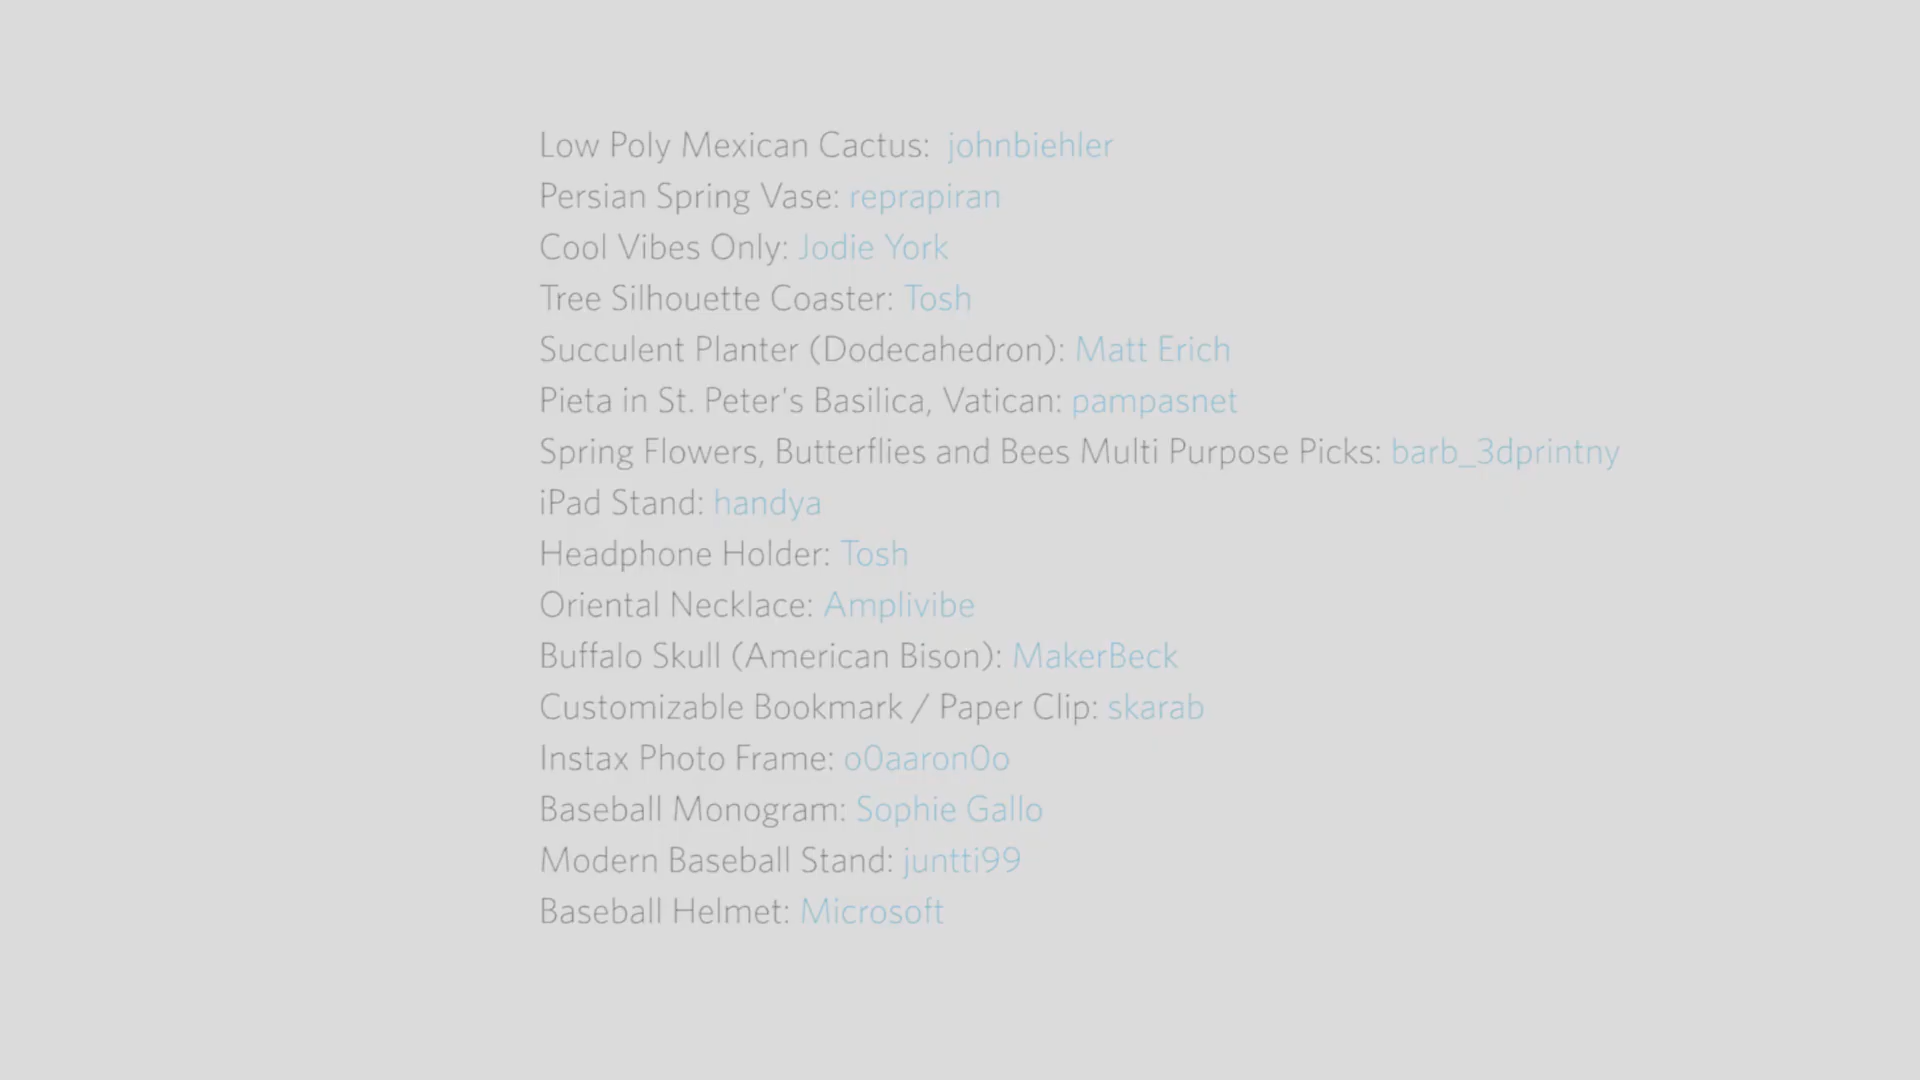 Low Poly Mexican Cactus: johnbiehler
Persian Spring Vase: reprapiran
Cool Vibes Only: Jodie York
Tree Silhouette Coaster: Tosh
Succulent Planter (Dodecahedron): Matt Erich
Pieta in St. Peter's Basilica, Vatican: pampasnet
Spring Flowers, Butterflies and Bees Multi Purpose Picks: barb_3dprintny
iPad Stand: handya
Headphone Holder: Tosh
Oriental Necklace: Amplivibe
Buffalo Skull (American Bison): MakerBeck
Customizable Bookmark / Paper Clip: skarab
Instax Photo Frame: o0aaron0o
Baseball Monogram: Sophie Gallo
Modern Baseball Stand: juntti99
Baseball Helmet: Microsoft